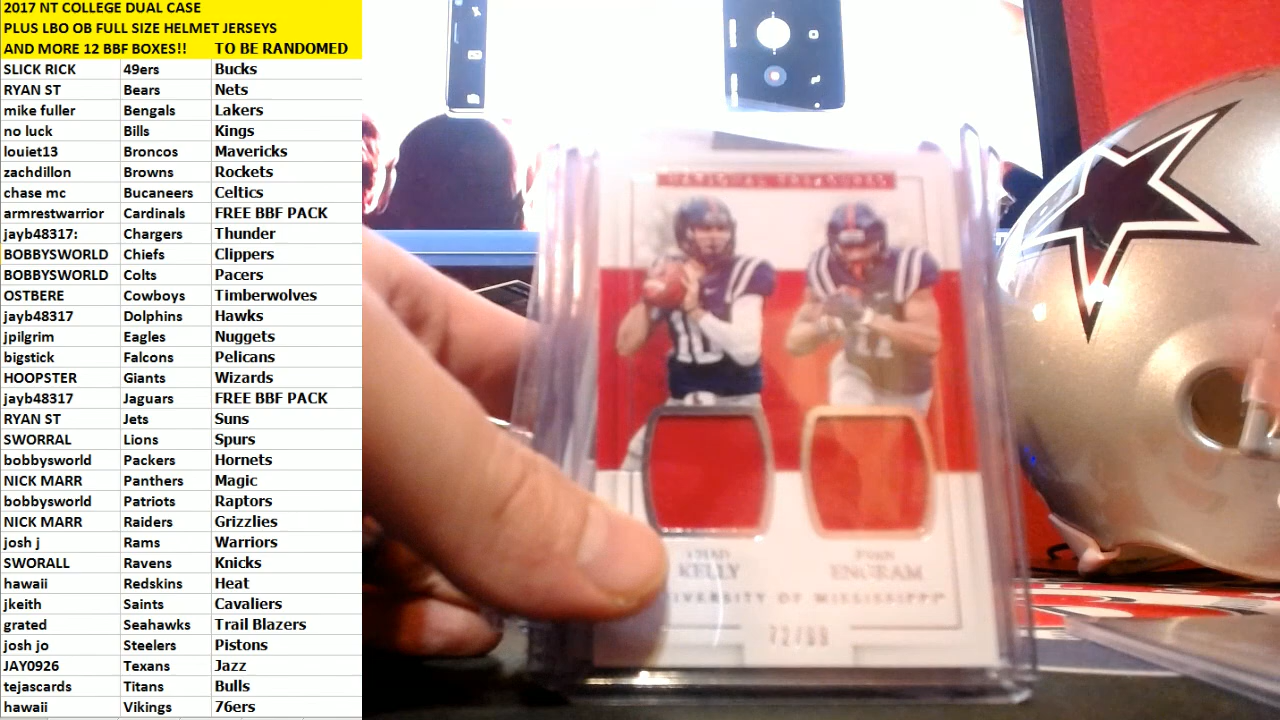 2017 NT COLLEGE DUAL CASE
PLUS LBO OB FULL SIZE HELMET JERSEYS
AND MORE 12 BBF BOXES!! TO BE RANDOMED
SLICK RICK 49ers Bucks
RYAN ST Bears Nets
mike fuller Bengals Lakers
no luck Bills Kings
louiet13 Broncos Mavericks
zachdillon Browns Rockets
chase mc Bucaneers Celtics
armrestwarrior Cardinals FREE BBF PACK
jayb48317: Chargers Thunder
BOBBYSWORLD Chiefs Clippers
BOBBYSWORLD Colts Pacers
OSTBERE Cowboys Timberwolves
jayb48317 Dolphins Hawks
jpilgrim Eagles Nuggets
bigstick Falcons Pelicans
HOOPSTER Giants Wizards
jayb48317 Jaguars FREE BBF PACK
RYAN ST Jets Suns
SWORRAL Lions Spurs
bobbysworld Packers Hornets
NICK MARR Panthers Magic
bobbysworld Patriots Raptors
NICK MARR Raiders Grizzlies
josh j Rams Warriors
SWORALL Ravens Knicks
hawaii Redskins Heat
jkeith Saints Cavaliers
grated Seahawks Trail Blazers
josh jo Steelers Pistons
JAY0926 Texans Jazz
tejascards Titans Bulls
hawaii Vikings 76ers
10
CHAD
KELLY
EVAN
ENGRAM
UNIVERSITY OF MISSISSIPPI